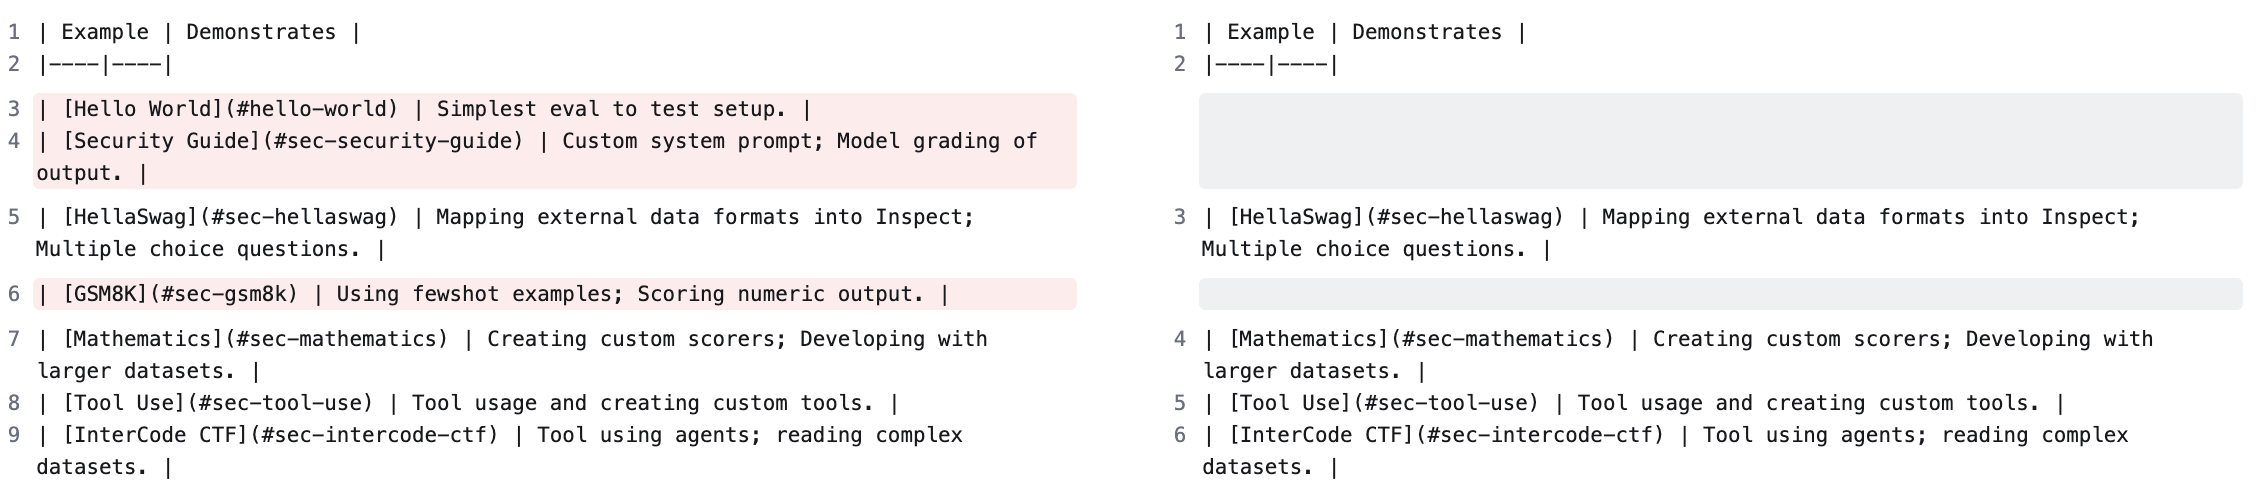 1 | Example | Demonstrates |
2 |----|----|
3 | [Hello World](#hello-world) | Simplest eval to test setup. |
4 | [Security Guide](#sec-security-guide) | Custom system prompt; Model grading of
output. |
5 | [HellaSwag](#sec-hellaswag) | Mapping external data formats into Inspect;
Multiple choice questions. |
6 | [GSM8K](#sec-gsm8k) | Using fewshot examples; Scoring numeric output. |
7 | [Mathematics](#sec-mathematics) | Creating custom scorers; Developing with
larger datasets. |
8 | [Tool Use](#sec-tool-use) | Tool usage and creating custom tools. |
9 | [InterCode CTF](#sec-intercode-ctf) | Tool using agents; reading complex
datasets. |
1 | Example | Demonstrates |
2 |----|----|
3 | [HellaSwag](#sec-hellaswag) | Mapping external data formats into Inspect;
Multiple choice questions. |
4 | [Mathematics](#sec-mathematics) | Creating custom scorers; Developing with
larger datasets. |
5 | [Tool Use](#sec-tool-use) | Tool usage and creating custom tools. |
6 | [InterCode CTF](#sec-intercode-ctf) | Tool using agents; reading complex
datasets. |